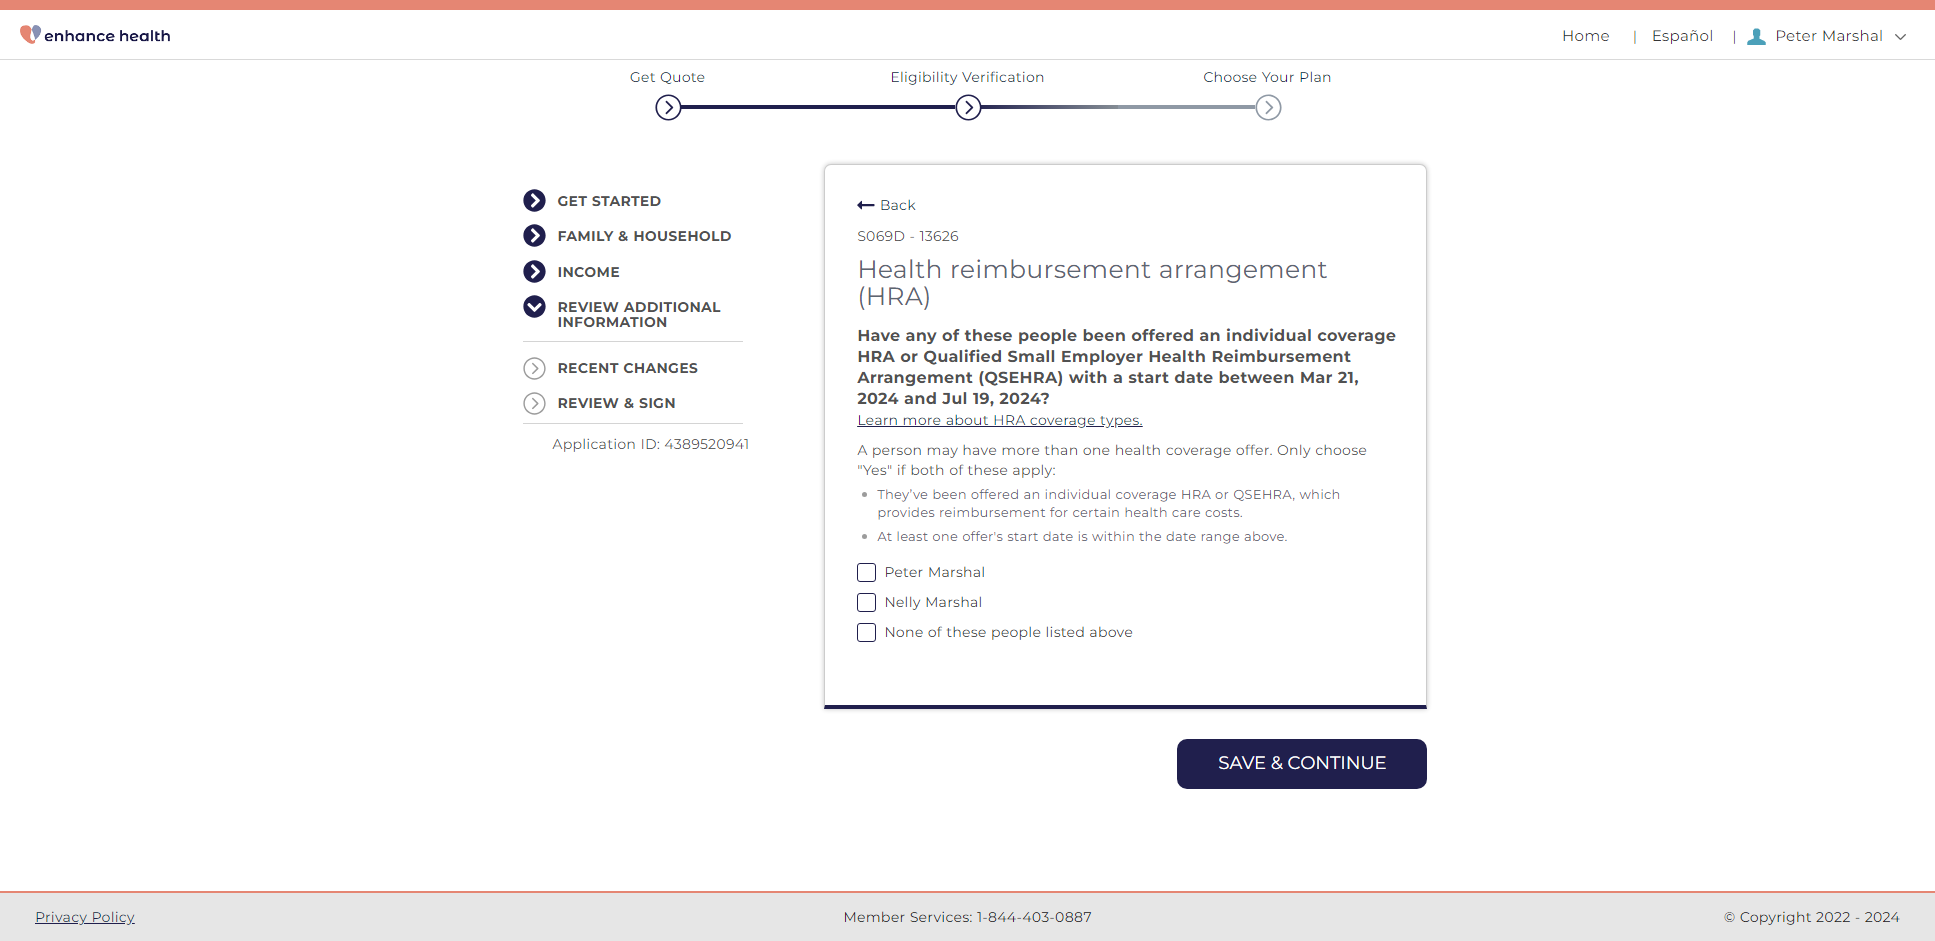 enhance health
Home | Español | Peter Marshal
Get Quote
Eligibility Verification
Choose Your Plan
GET STARTED
FAMILY & HOUSEHOLD
INCOME
REVIEW ADDITIONAL
INFORMATION
RECENT CHANGES
REVIEW & SIGN
Application ID: 4389520941
Back
S069D - 13626
Health reimbursement arrangement
(HRA)
Have any of these people been offered an individual coverage
HRA or Qualified Small Employer Health Reimbursement
Arrangement (QSEHRA) with a start date between Mar 21,
2024 and Jul 19, 2024?
Learn more about HRA coverage types.
A person may have more than one health coverage offer. Only choose
"Yes" if both of these apply:
They’ve been offered an individual coverage HRA or QSEHRA, which
provides reimbursement for certain health care costs.
At least one offer's start date is within the date range above.
Peter Marshal
Nelly Marshal
None of these people listed above
SAVE & CONTINUE
Privacy Policy
Member Services: 1-844-403-0887
© Copyright 2022 - 2024